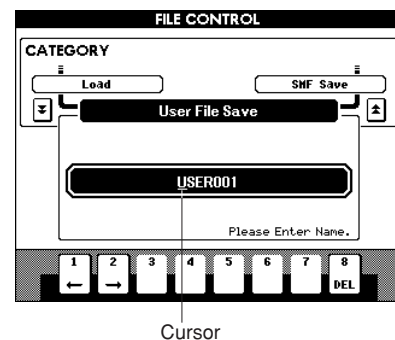 FILE CONTROL
CATEGORY
Load
SMF Save
User File Save
USER001
Please Enter Name.
1 2 3 4 5 6 7 8
← → DEL
Cursor